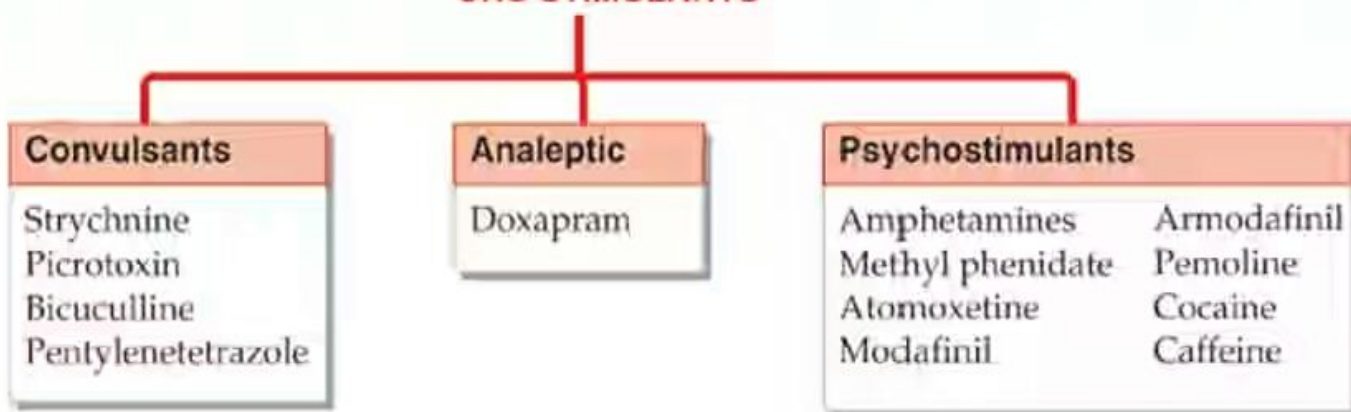 Convulsants
Strychnine
Picrotoxin
Bicuculline
Pentylenetetrazole
Analeptic
Doxapram
Psychostimulants
Amphetamines
Methyl phenidate
Atomoxetine
Modafinil
Armodafinil
Pemoline
Cocaine
Caffeine